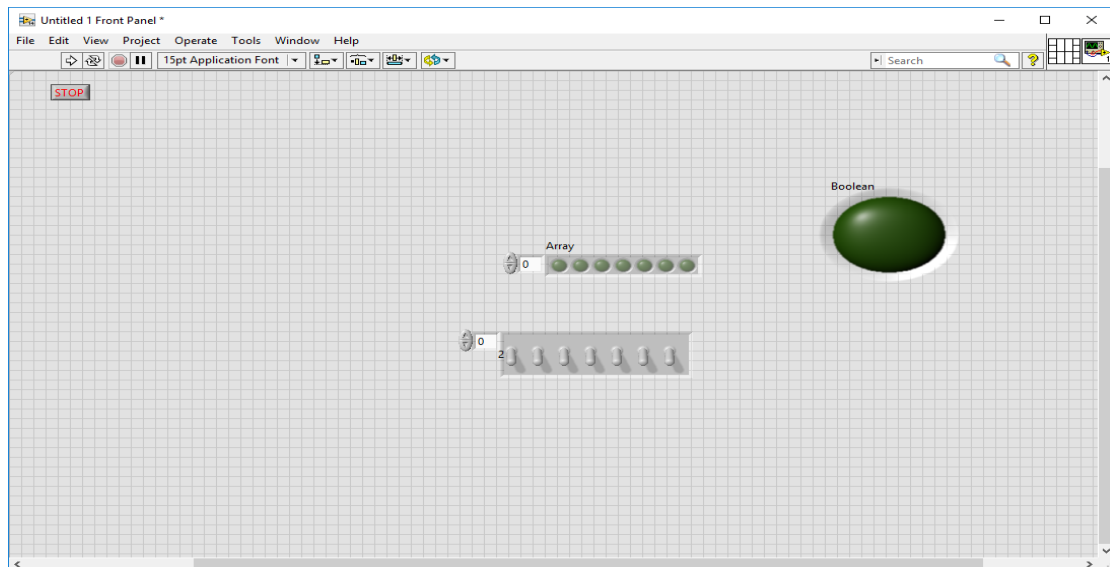 Untitled 1 Front Panel *
File Edit View Project Operate Tools Window Help
15pt Application Font
Search
?
1
STOP
Boolean
Array
0
0
2